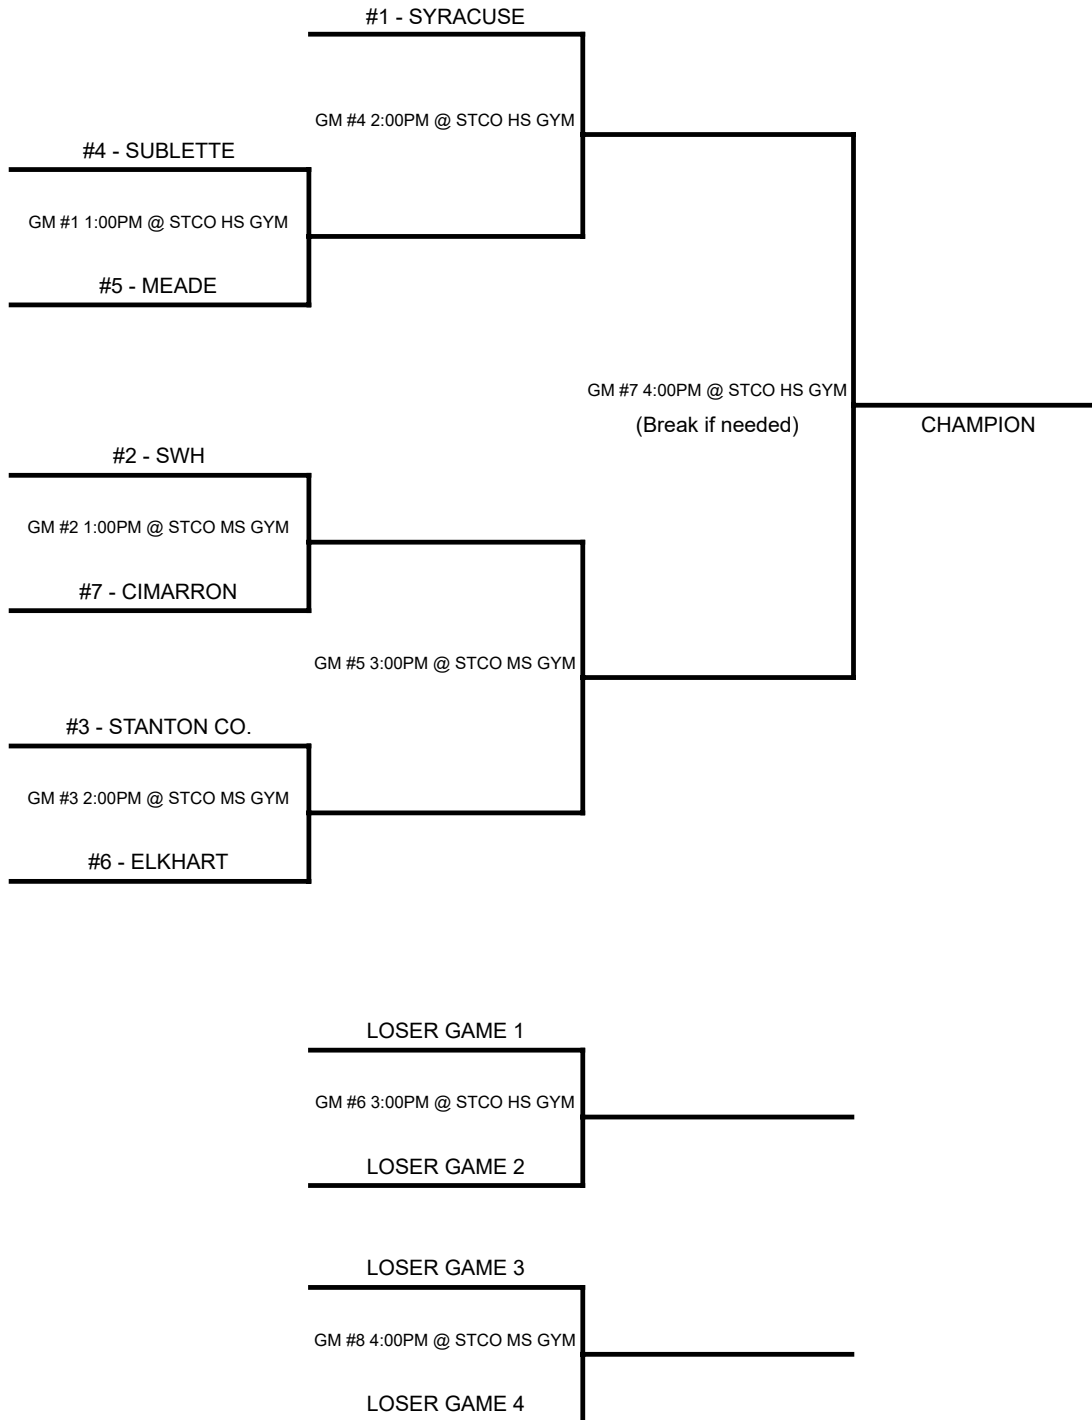 #1 - SYRACUSE
GM #4 2:00PM @ STCO HS GYM
#4 - SUBLETTE
GM #1 1:00PM @ STCO HS GYM
#5 - MEADE
GM #7 4:00PM @ STCO HS GYM
(Break if needed)
CHAMPION
#2 - SWH
GM #2 1:00PM @ STCO MS GYM
#7 - CIMARRON
GM #5 3:00PM @ STCO MS GYM
#3 - STANTON CO.
GM #3 2:00PM @ STCO MS GYM
#6 - ELKHART
LOSER GAME 1
GM #6 3:00PM @ STCO HS GYM
LOSER GAME 2
LOSER GAME 3
GM #8 4:00PM @ STCO MS GYM
LOSER GAME 4